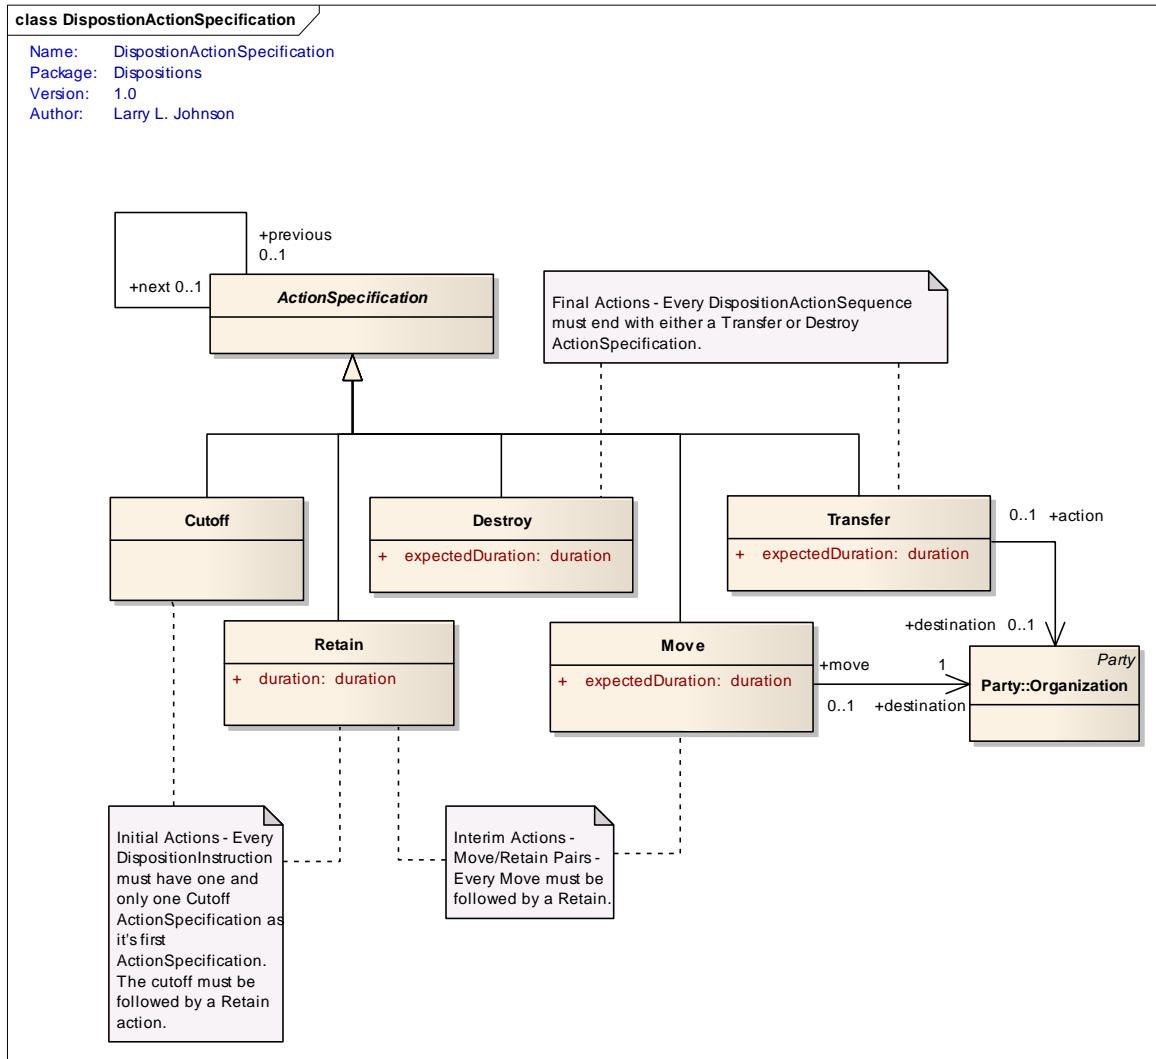 class DispostionActionSpecification
Name: DispostionActionSpecification
Package: Dispositions
Version: 1.0
Author: Larry L. Johnson
+previous
0..1
+next 0..1
ActionSpecification
Final Actions - Every DispositionActionSequence
must end with either a Transfer or Destroy
ActionSpecification.
Cutoff
Destroy
+ expectedDuration: duration
Transfer
+ expectedDuration: duration
0..1 +action
+destination 0..1
Retain
+ duration: duration
Move
+ expectedDuration: duration
+move 1
0..1 +destination
Party
Party::Organization
Initial Actions - Every
DispositionInstruction
must have one and
only one Cutoff
ActionSpecification as
it's first
ActionSpecification.
The cutoff must be
followed by a Retain
action.
Interim Actions -
Move/Retain Pairs -
Every Move must be
followed by a Retain.